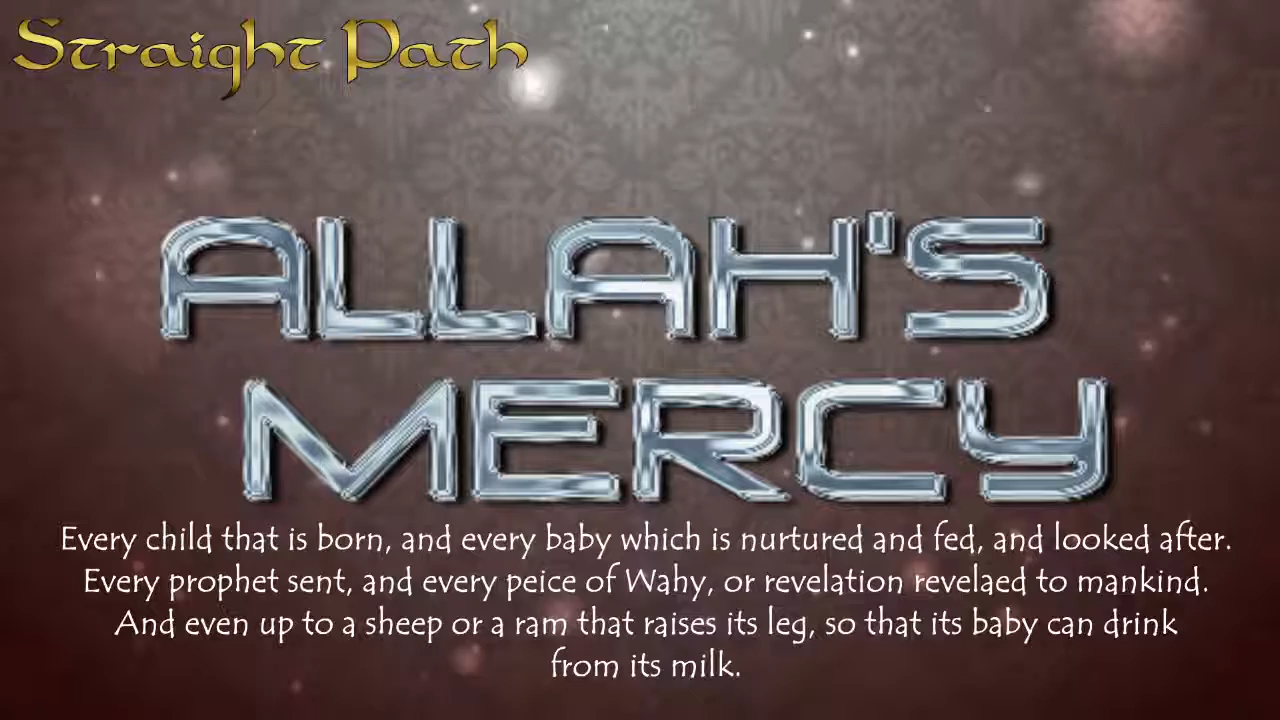 Straight Path
ALLAH'S
MERCY
Every child that is born, and every baby which is nurtured and fed, and looked after.
Every prophet sent, and every peice of Wahy, or revelation revelaed to mankind.
And even up to a sheep or a ram that raises its leg, so that its baby can drink
from its milk.